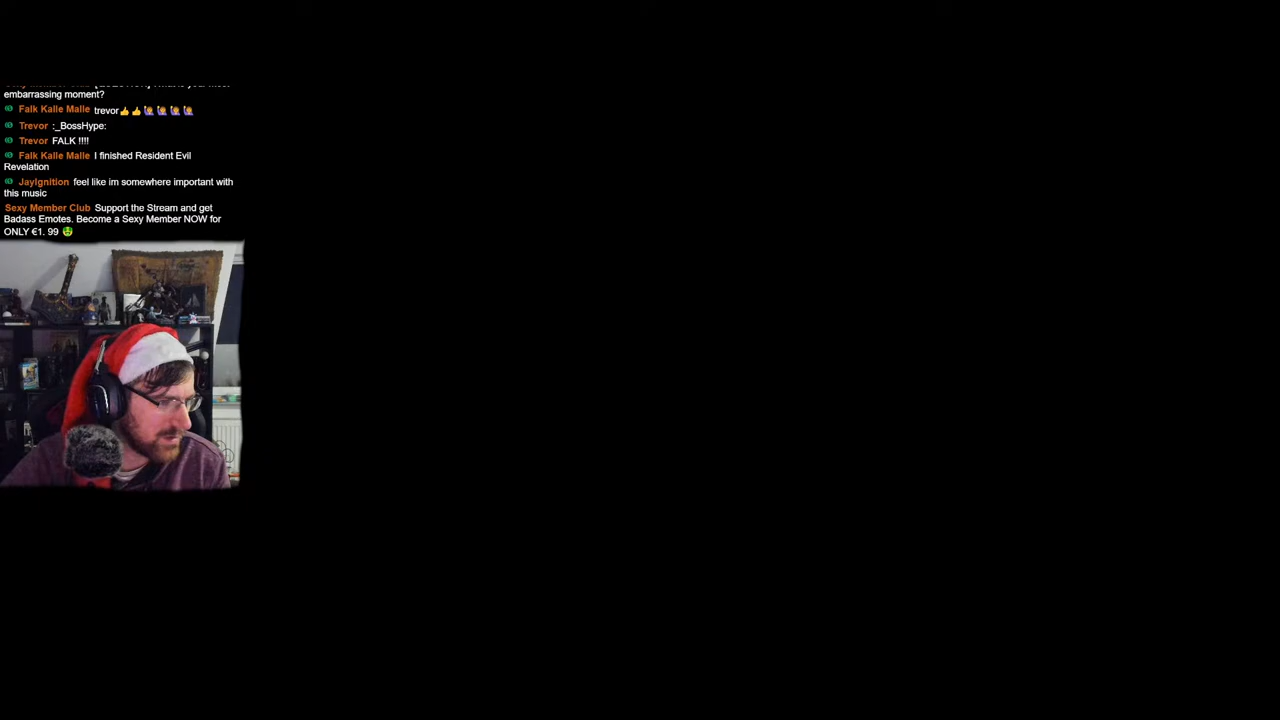 embarrassing moment?
Falk Kalle Malle trevor👍👍🙋🙋🙋🙋
Trevor :_BossHype:
Trevor FALK !!!!
Falk Kalle Malle I finished Resident Evil
Revelation
JayIgnition feel like im somewhere important with
this music
Sexy Member Club Support the Stream and get
Badass Emotes. Become a Sexy Member NOW for
ONLY €1. 99 🤑